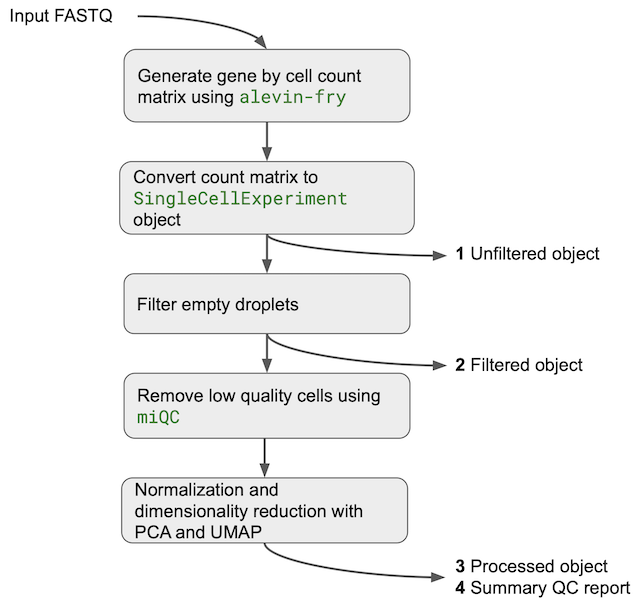 Input FASTQ
Generate gene by cell count
matrix using alevin-fry
Convert count matrix to
SingleCellExperiment
object
1 Unfiltered object
Filter empty droplets
2 Filtered object
Remove low quality cells using
miQC
Normalization and
dimensionality reduction with
PCA and UMAP
3 Processed object
4 Summary QC report